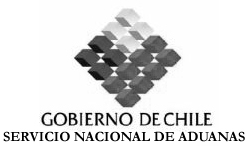 GOBIERNO DE CHILE
SERVICIO NACIONAL DE ADUANAS